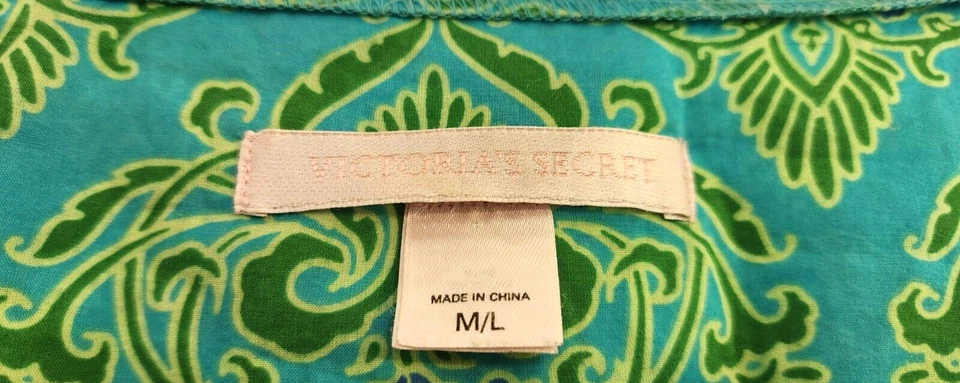 VICTORIA'S SECRET
MADE IN CHINA
M/L